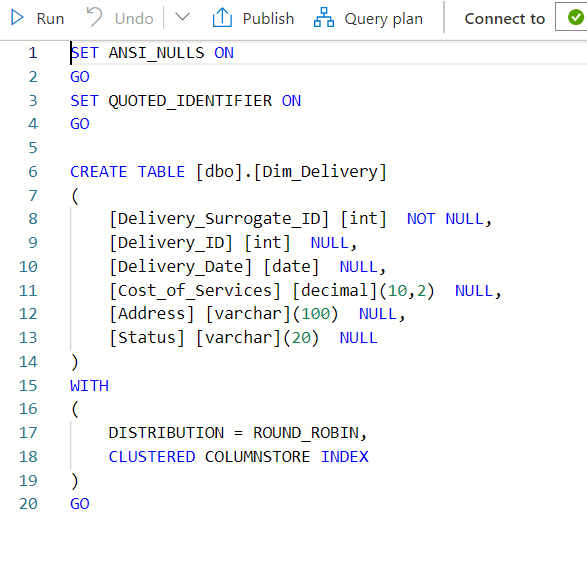 Run Undo Publish Query plan Connect to
1 SET ANSI_NULLS ON
2 GO
3 SET QUOTED_IDENTIFIER ON
4 GO
5
6 CREATE TABLE [dbo].[Dim_Delivery]
7 (
8 [Delivery_Surrogate_ID] [int]  NOT NULL,
9 [Delivery_ID] [int]  NULL,
10 [Delivery_Date] [date]  NULL,
11 [Cost_of_Services] [decimal](10,2)  NULL,
12 [Address] [varchar](100)  NULL,
13 [Status] [varchar](20)  NULL
14 )
15 WITH
16 (
17 DISTRIBUTION = ROUND_ROBIN,
18 CLUSTERED COLUMNSTORE INDEX
19 )
20 GO